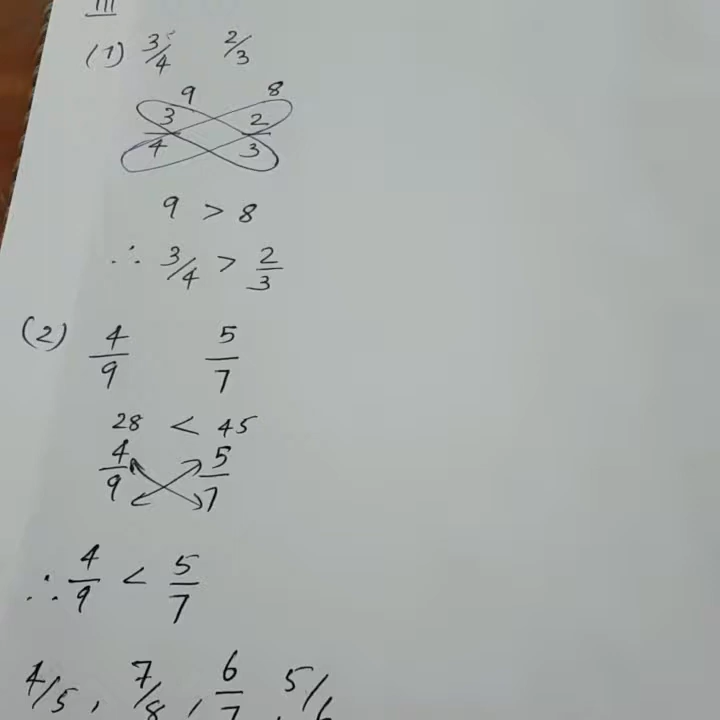 III
(1) 3/4 2/3
9 8
3 2
4 3
9 > 8
∴ 3/4 > 2/3
(2) 4/9 5/7
28 < 45
4/9 5/7
∴ 4/9 < 5/7
4/5, 7/8, 6/7, 5/6